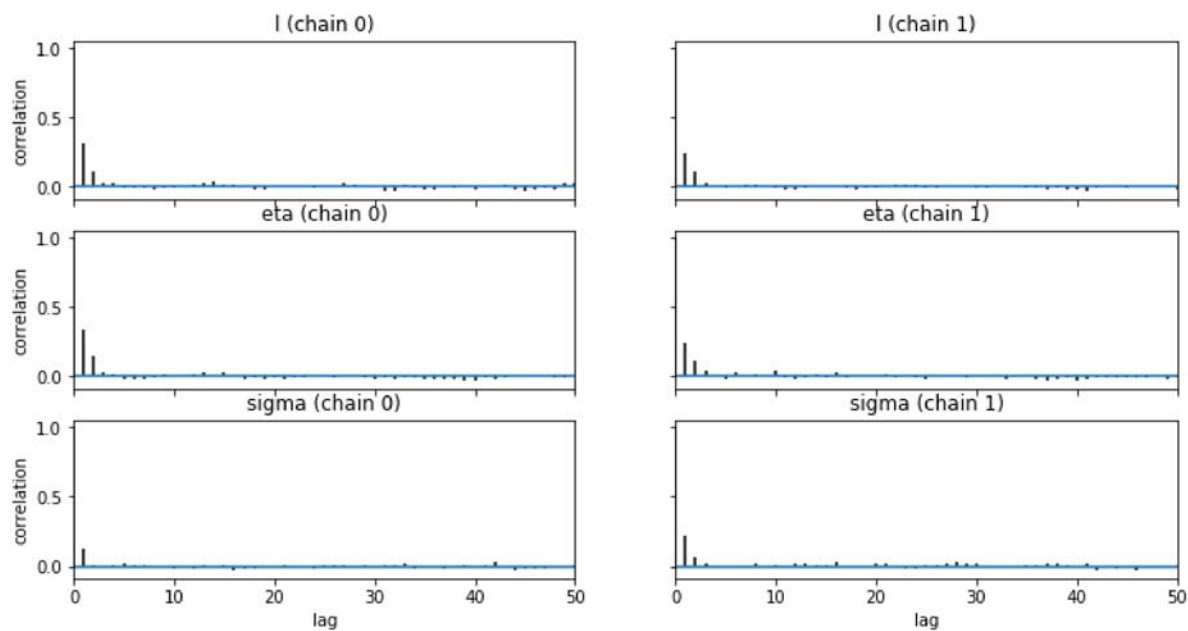 l (chain 0)
l (chain 1)
1.0
0.5
0.0
correlation
eta (chain 0)
eta (chain 1)
1.0
0.5
0.0
correlation
sigma (chain 0)
sigma (chain 1)
1.0
0.5
0.0
correlation
0 10 20 30 40 50
0 10 20 30 40 50
lag
lag